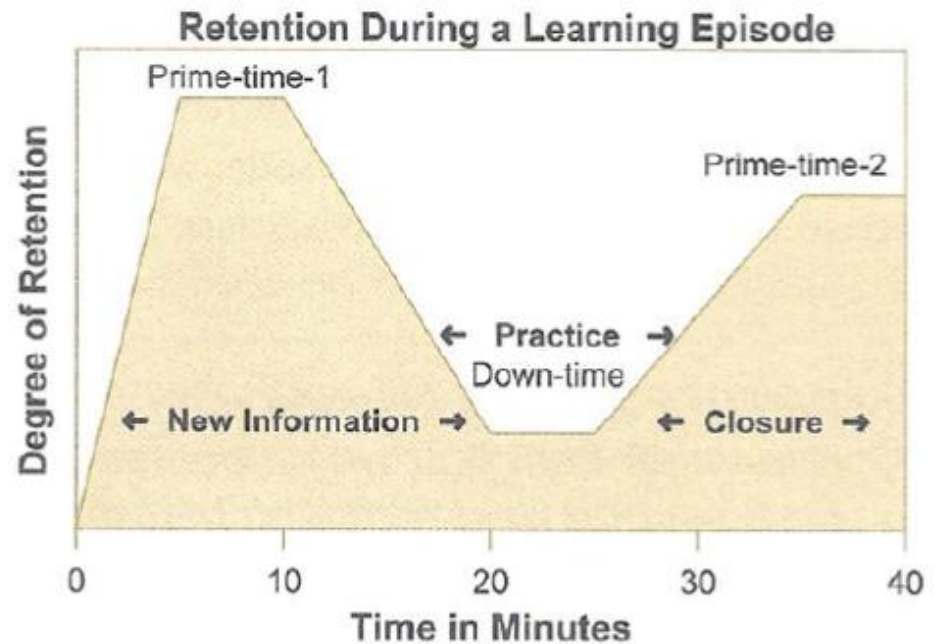 Retention During a Learning Episode
Prime-time-1
Prime-time-2
Degree of Retention
← Practice →
Down-time
← New Information →
← Closure →
0 10 20 30 40
Time in Minutes